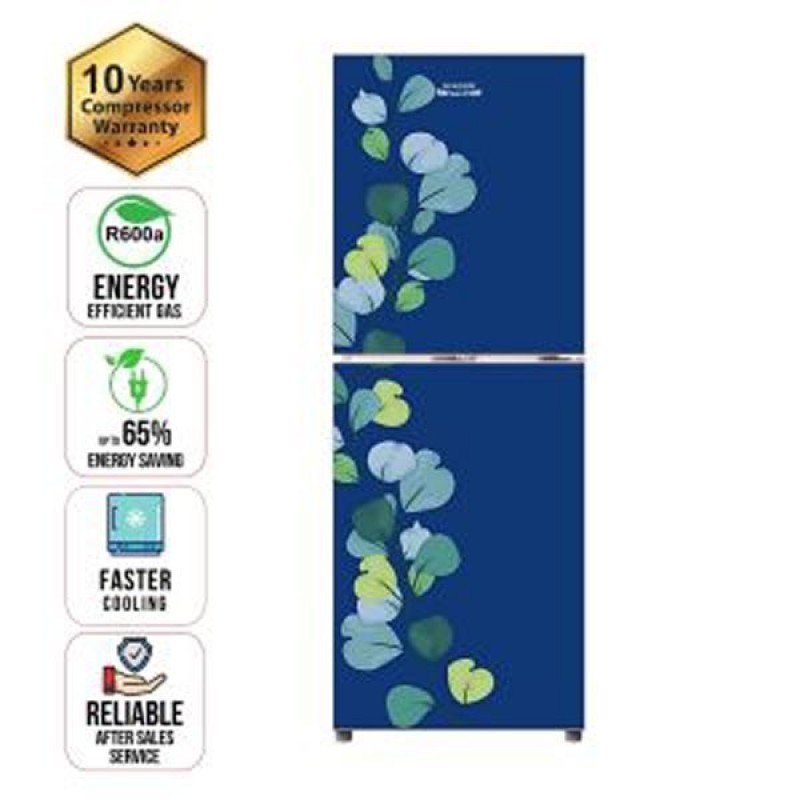 10 Years
Compressor
Warranty
R600a
ENERGY
EFFICIENT GAS
UP TO 65%
ENERGY SAVING
FASTER
COOLING
RELIABLE
AFTER SALES
SERVICE